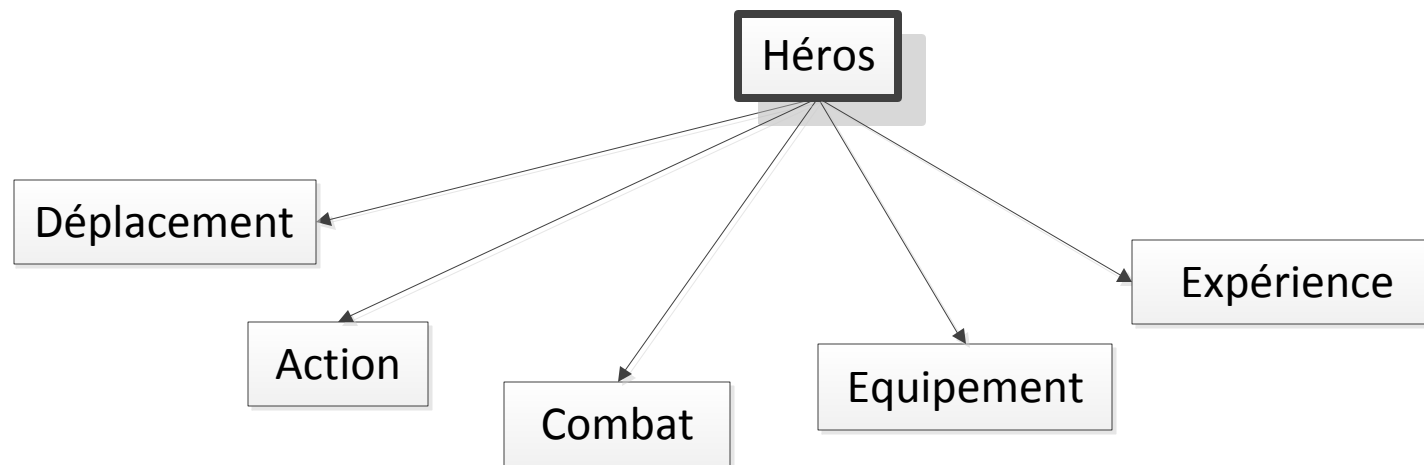 Héros
Déplacement
Action
Combat
Equipement
Expérience